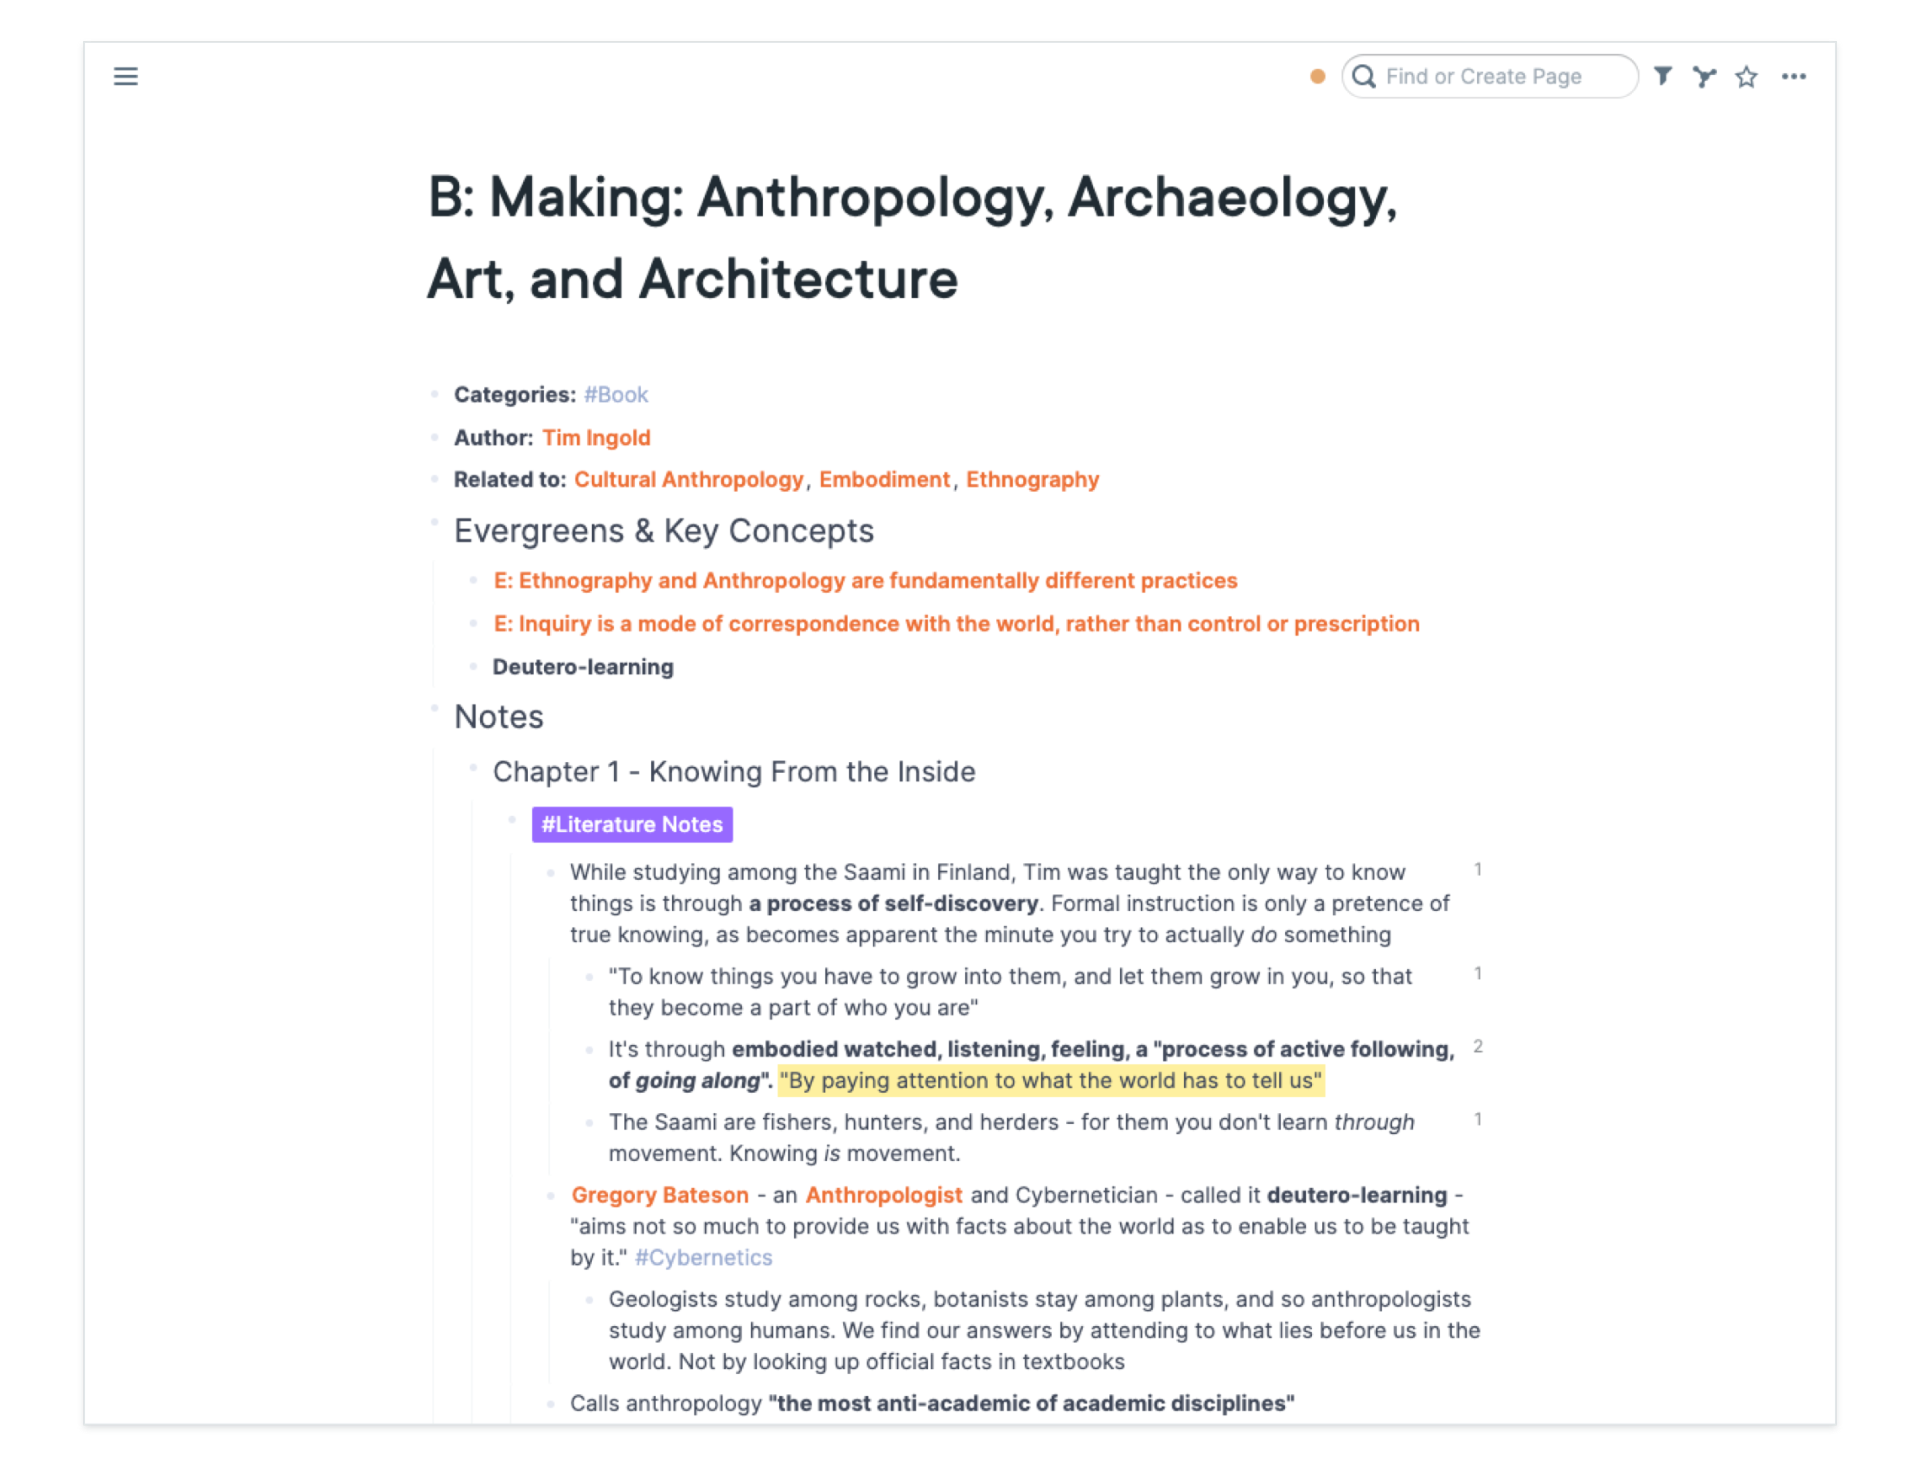 Find or Create Page
B: Making: Anthropology, Archaeology,
Art, and Architecture
Categories: #Book
Author: Tim Ingold
Related to: Cultural Anthropology, Embodiment, Ethnography
Evergreens & Key Concepts
E: Ethnography and Anthropology are fundamentally different practices
E: Inquiry is a mode of correspondence with the world, rather than control or prescription
Deutero-learning
Notes
Chapter 1 - Knowing From the Inside
#Literature Notes
While studying among the Saami in Finland, Tim was taught the only way to know 1
things is through a process of self-discovery. Formal instruction is only a pretence of
true knowing, as becomes apparent the minute you try to actually do something
"To know things you have to grow into them, and let them grow in you, so that 1
they become a part of who you are"
It's through embodied watched, listening, feeling, a "process of active following, 2
of going along". "By paying attention to what the world has to tell us"
The Saami are fishers, hunters, and herders - for them you don't learn through 1
movement. Knowing is movement.
Gregory Bateson - an Anthropologist and Cybernetician - called it deutero-learning -
"aims not so much to provide us with facts about the world as to enable us to be taught
by it." #Cybernetics
Geologists study among rocks, botanists stay among plants, and so anthropologists
study among humans. We find our answers by attending to what lies before us in the
world. Not by looking up official facts in textbooks
Calls anthropology "the most anti-academic of academic disciplines"